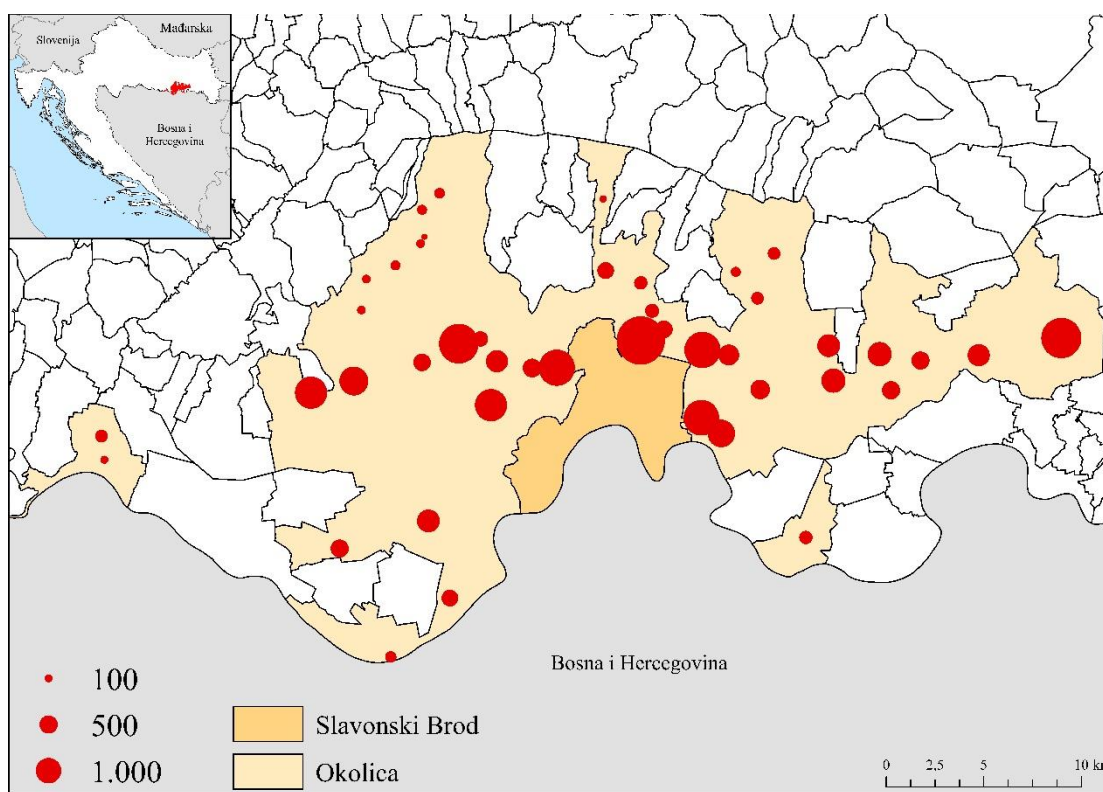 Slovenija
Mađarska
Bosna i
Hercegovina
Bosna i Hercegovina
100
500
1.000
Slavonski Brod
Okolica
0 2,5 5 10 km